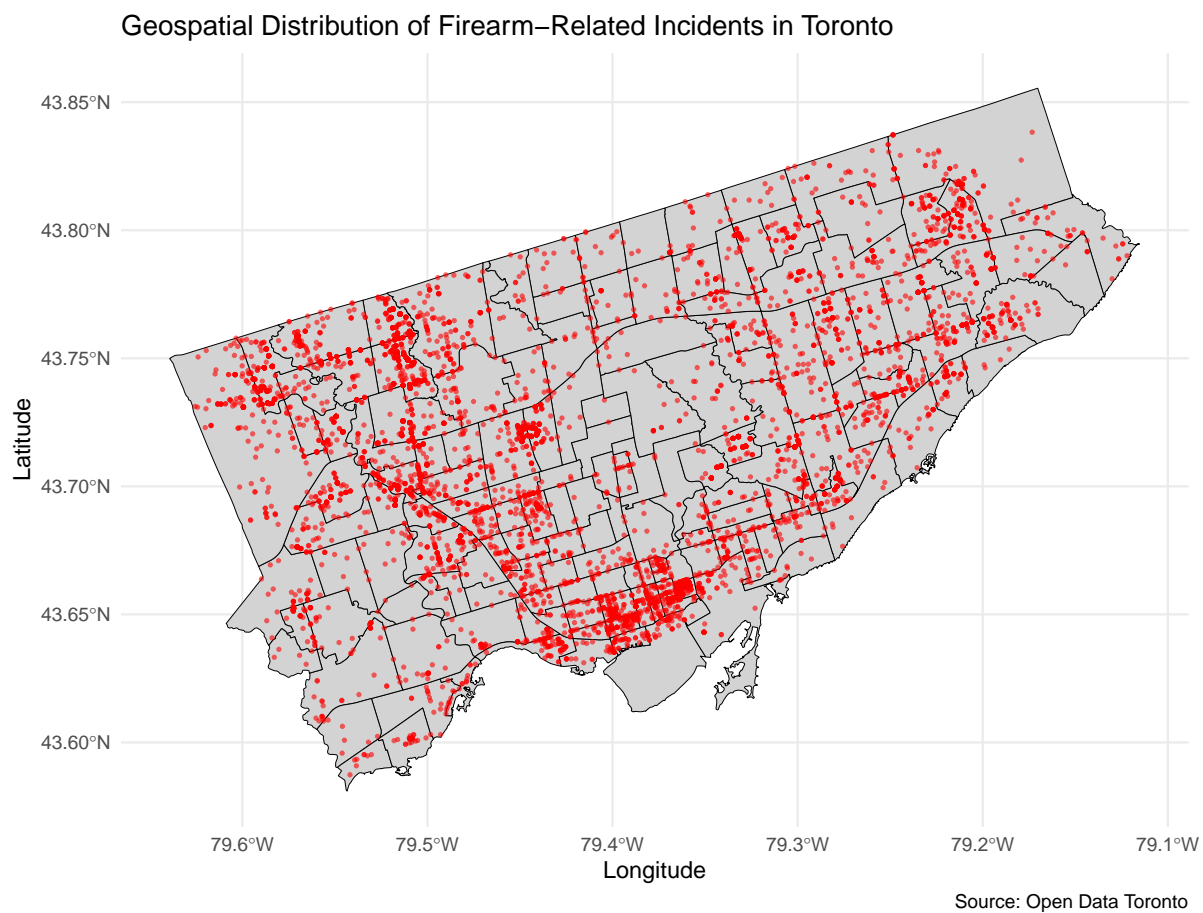 Geospatial Distribution of Firearm−Related Incidents in Toronto
43.85°N
43.80°N
43.75°N
43.70°N
43.65°N
43.60°N
Latitude
79.6°W 79.5°W 79.4°W 79.3°W 79.2°W 79.1°W
Longitude
Source: Open Data Toronto